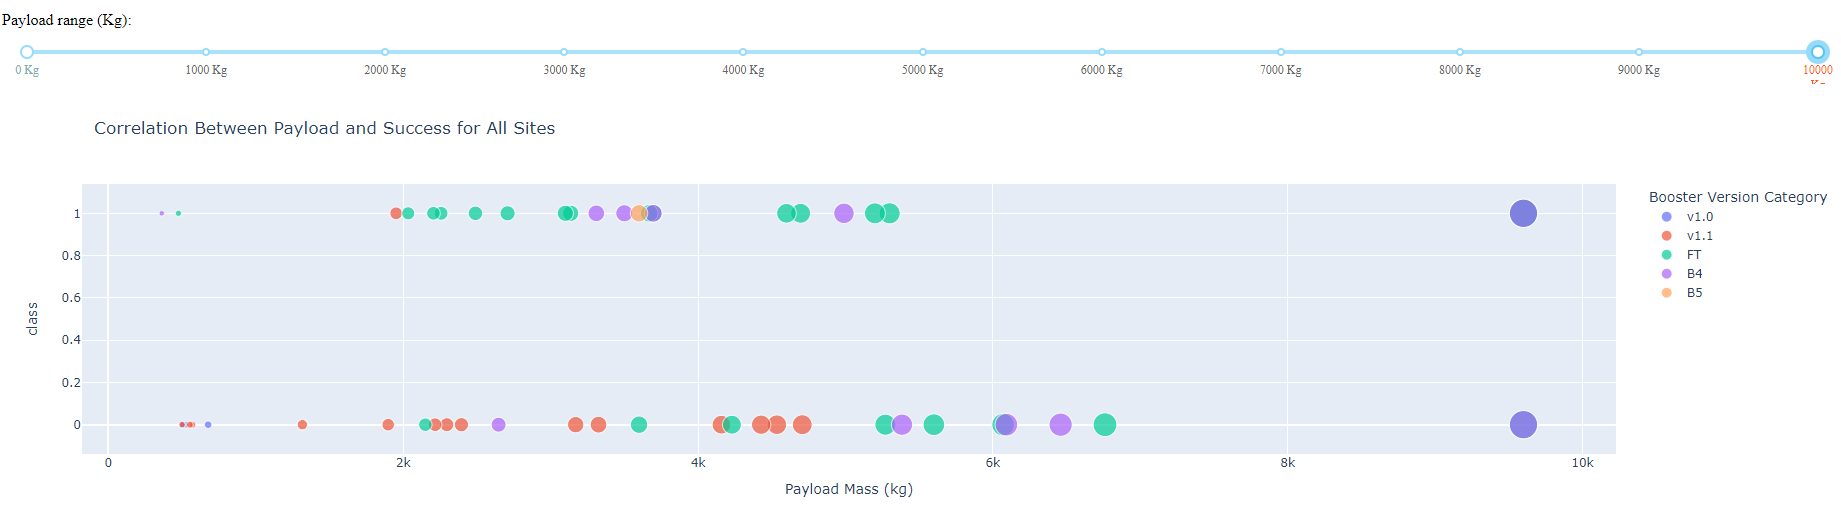 Payload range (Kg):
0 Kg 1000 Kg 2000 Kg 3000 Kg 4000 Kg 5000 Kg 6000 Kg 7000 Kg 8000 Kg 9000 Kg 10000
Correlation Between Payload and Success for All Sites
Booster Version Category
v1.0
v1.1
FT
B4
B5
class
1
0.8
0.6
0.4
0.2
0
0 2k 4k 6k 8k 10k
Payload Mass (kg)